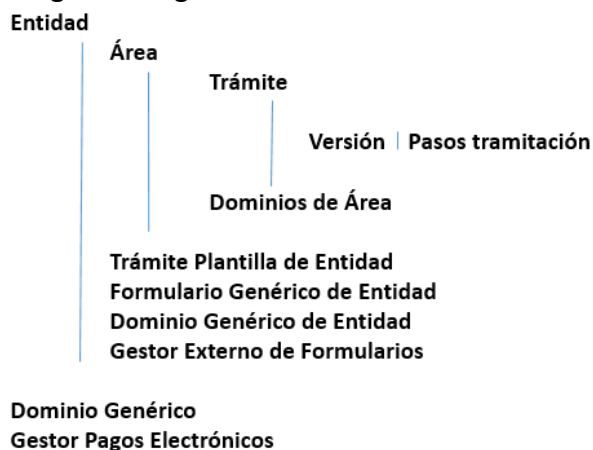 Entidad
Área
Trámite
Versión Pasos tramitación
Dominios de Área
Trámite Plantilla de Entidad
Formulario Genérico de Entidad
Dominio Genérico de Entidad
Gestor Externo de Formularios
Dominio Genérico
Gestor Pagos Electrónicos